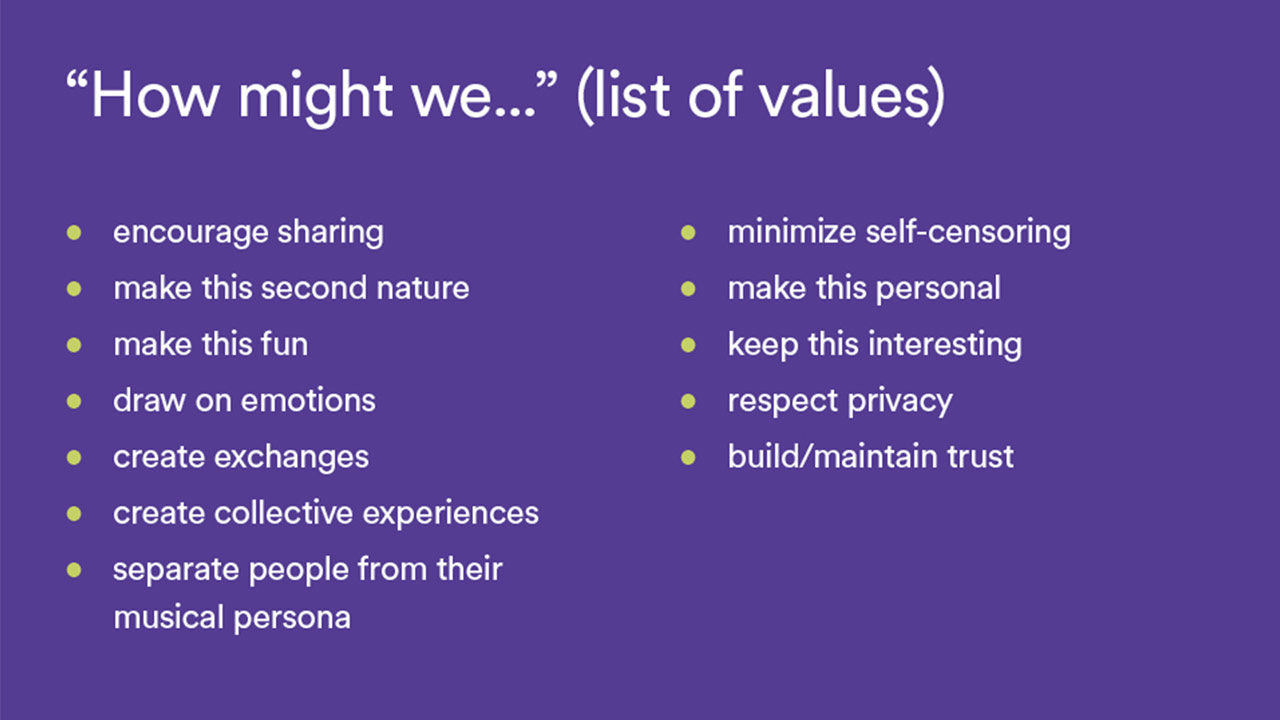 “How might we...” (list of values)
encourage sharing
make this second nature
make this fun
draw on emotions
create exchanges
create collective experiences
separate people from their
musical persona
minimize self-censoring
make this personal
keep this interesting
respect privacy
build/maintain trust